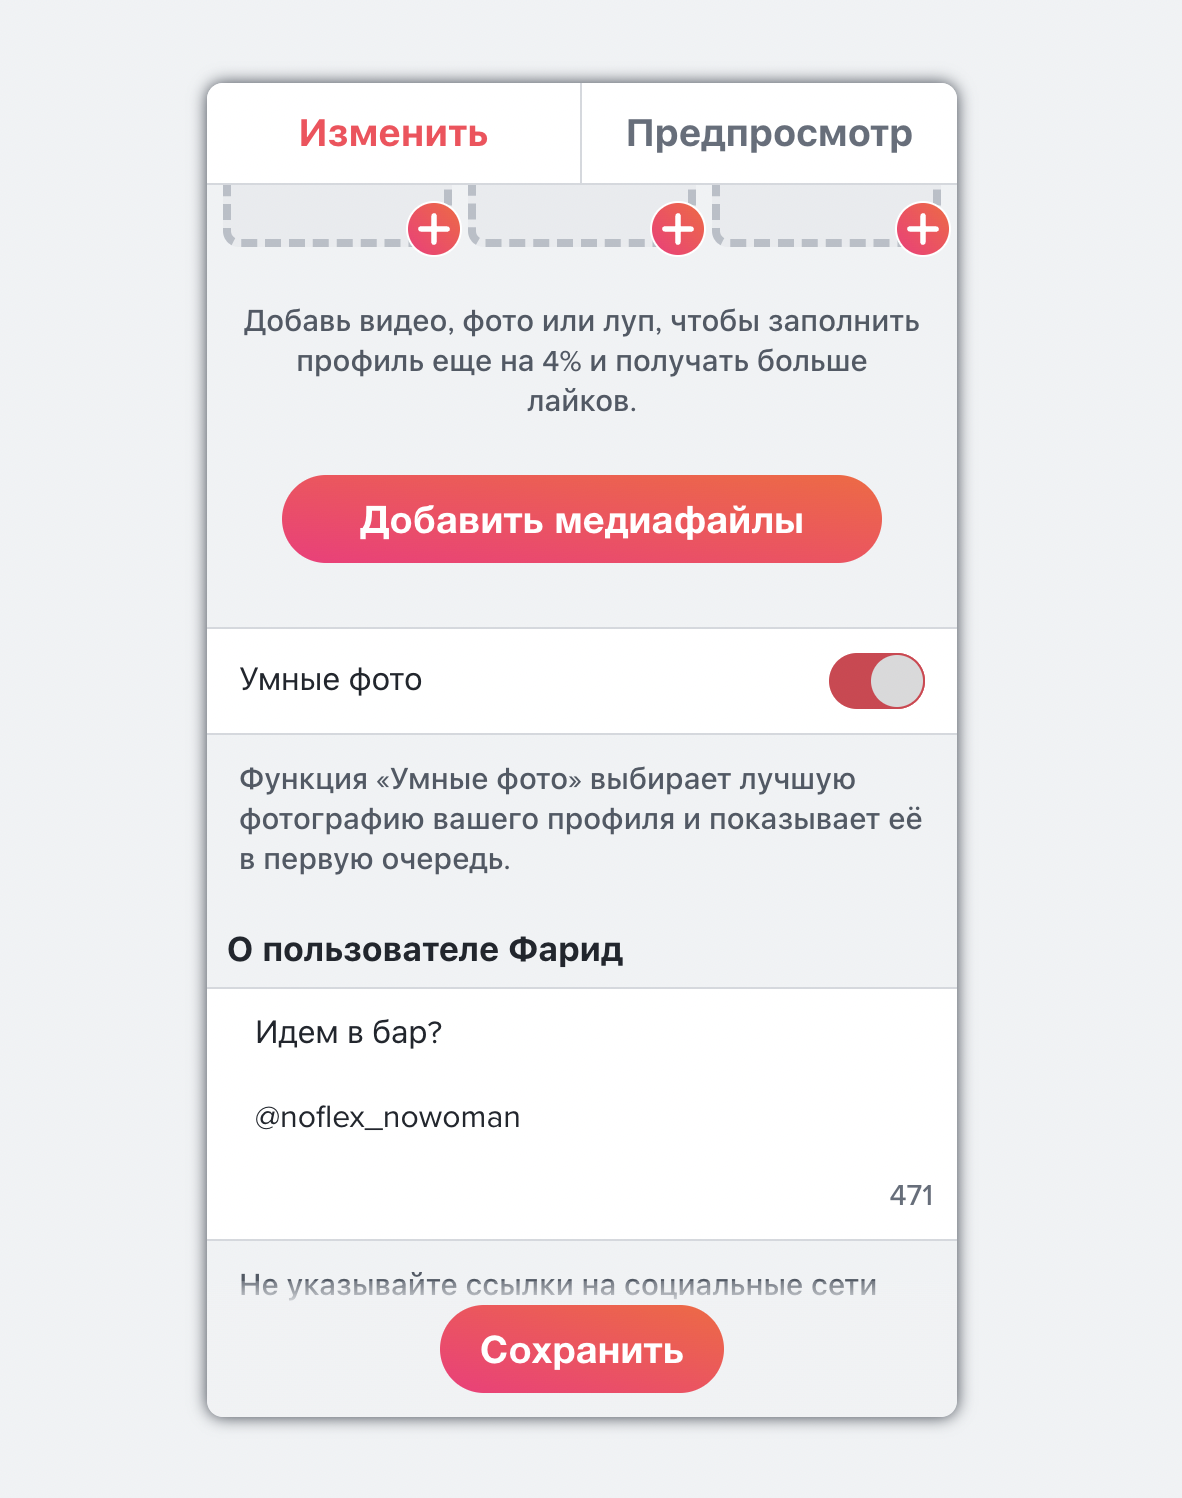 Изменить
Предпросмотр
Добавь видео, фото или луп, чтобы заполнить
профиль еще на 4% и получать больше
лайков.
Добавить медиафайлы
Умные фото
Функция «Умные фото» выбирает лучшую
фотографию вашего профиля и показывает её
в первую очередь.
О пользователе Фарид
Идем в бар?
@noflex_nowoman
471
Не указывайте ссылки на социальные сети
Сохранить